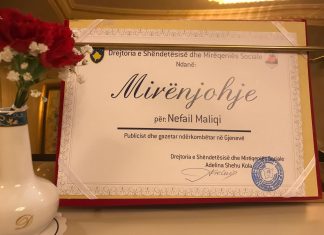 Drejtoria e Shëndetësisë dhe Mirëqenies Sociale
Ndanë:
Mirënjohje
për: Nefail Maliqi
Publicist dhe gazetar ndërkombëtar në Gjenevë
Drejtoria e Shëndetësisë dhe Mirëqenies Sociale
Adelina Shehu Kola
D